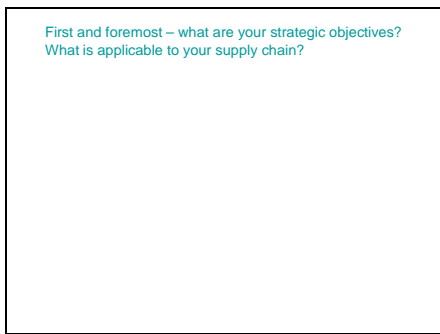 First and foremost – what are your strategic objectives?
What is applicable to your supply chain?